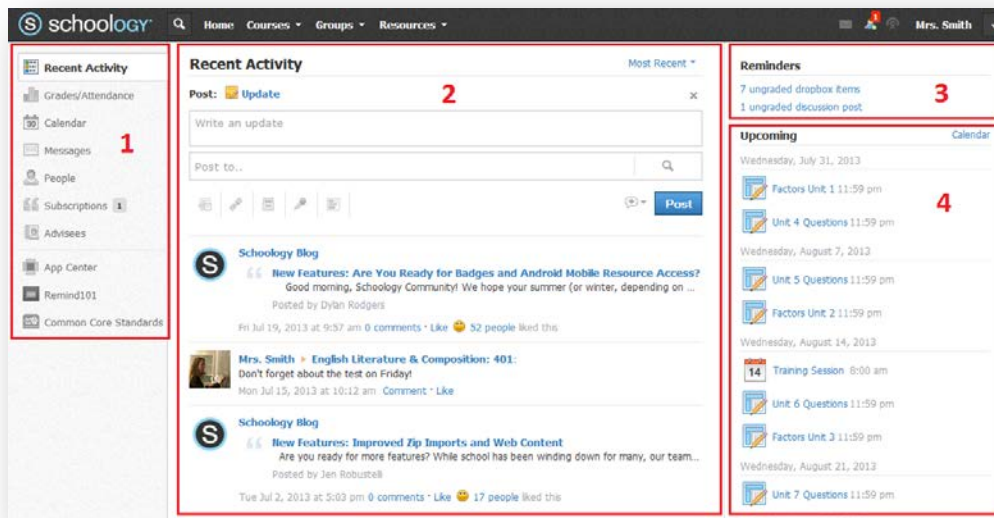 schoology Home Courses Groups Resources 1 Mrs. Smith
Recent Activity
Grades/Attendance
30 Calendar
Messages
1
People
Subscriptions 1
Advisees
App Center
Remind101
Common Core Standards
Recent Activity Most Recent
Post: Update
2
Write an update
Post to..
Post
Schoology Blog
New Features: Are You Ready for Badges and Android Mobile Resource Access?
Good morning, Schoology Community! We hope your summer (or winter, depending on ...
Posted by Dylan Rodgers
Fri Jul 19, 2013 at 9:57 am 0 comments · Like 52 people liked this
Mrs. Smith ▸ English Literature & Composition: 401:
Don't forget about the test on Friday!
Mon Jul 15, 2013 at 10:12 am Comment · Like
Schoology Blog
New Features: Improved Zip Imports and Web Content
Are you ready for more features? While school has been winding down for many, our team...
Posted by Jen Robustelli
Tue Jul 2, 2013 at 5:03 pm 0 comments · Like 17 people liked this
Reminders
7 ungraded dropbox items
1 ungraded discussion post
3
Upcoming Calendar
Wednesday, July 31, 2013
Factors Unit 1 11:59 pm
4
Unit 4 Questions 11:59 pm
Wednesday, August 7, 2013
Unit 5 Questions 11:59 pm
Factors Unit 2 11:59 pm
Wednesday, August 14, 2013
14 Training Session 8:00 am
Unit 6 Questions 11:59 pm
Factors Unit 3 11:59 pm
Wednesday, August 21, 2013
Unit 7 Questions 11:59 pm